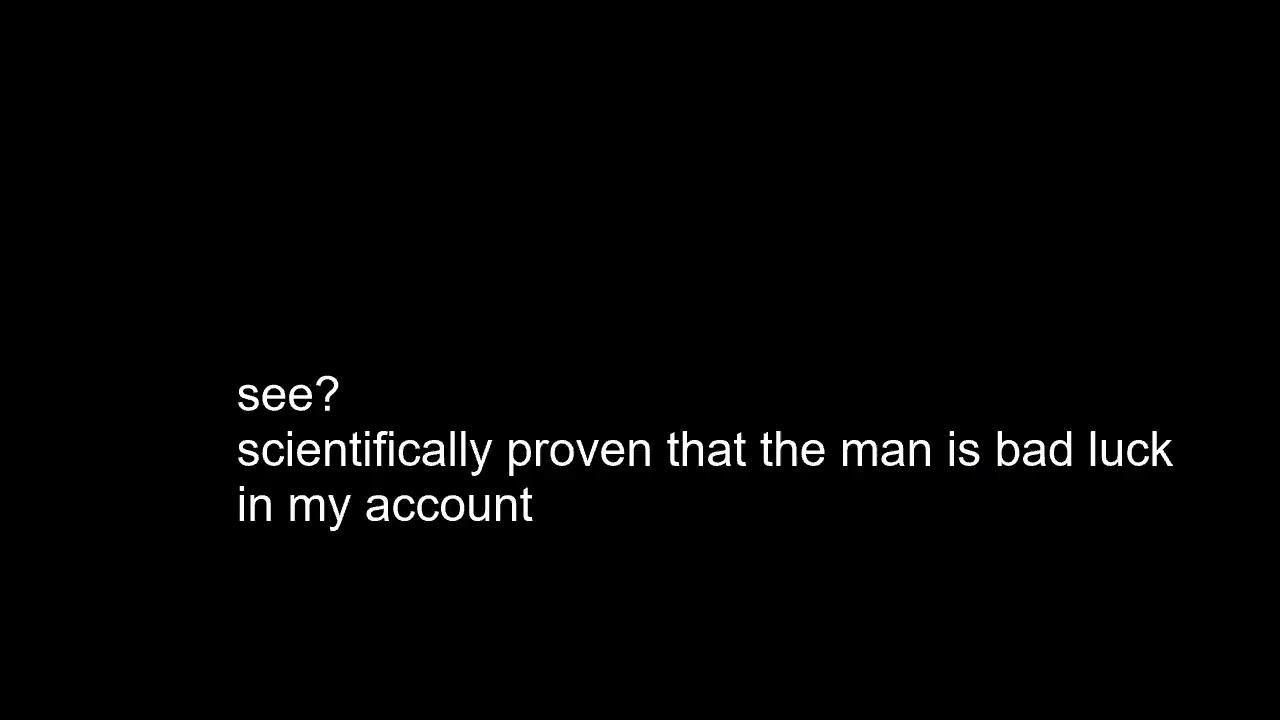 see?
scientifically proven that the man is bad luck
in my account